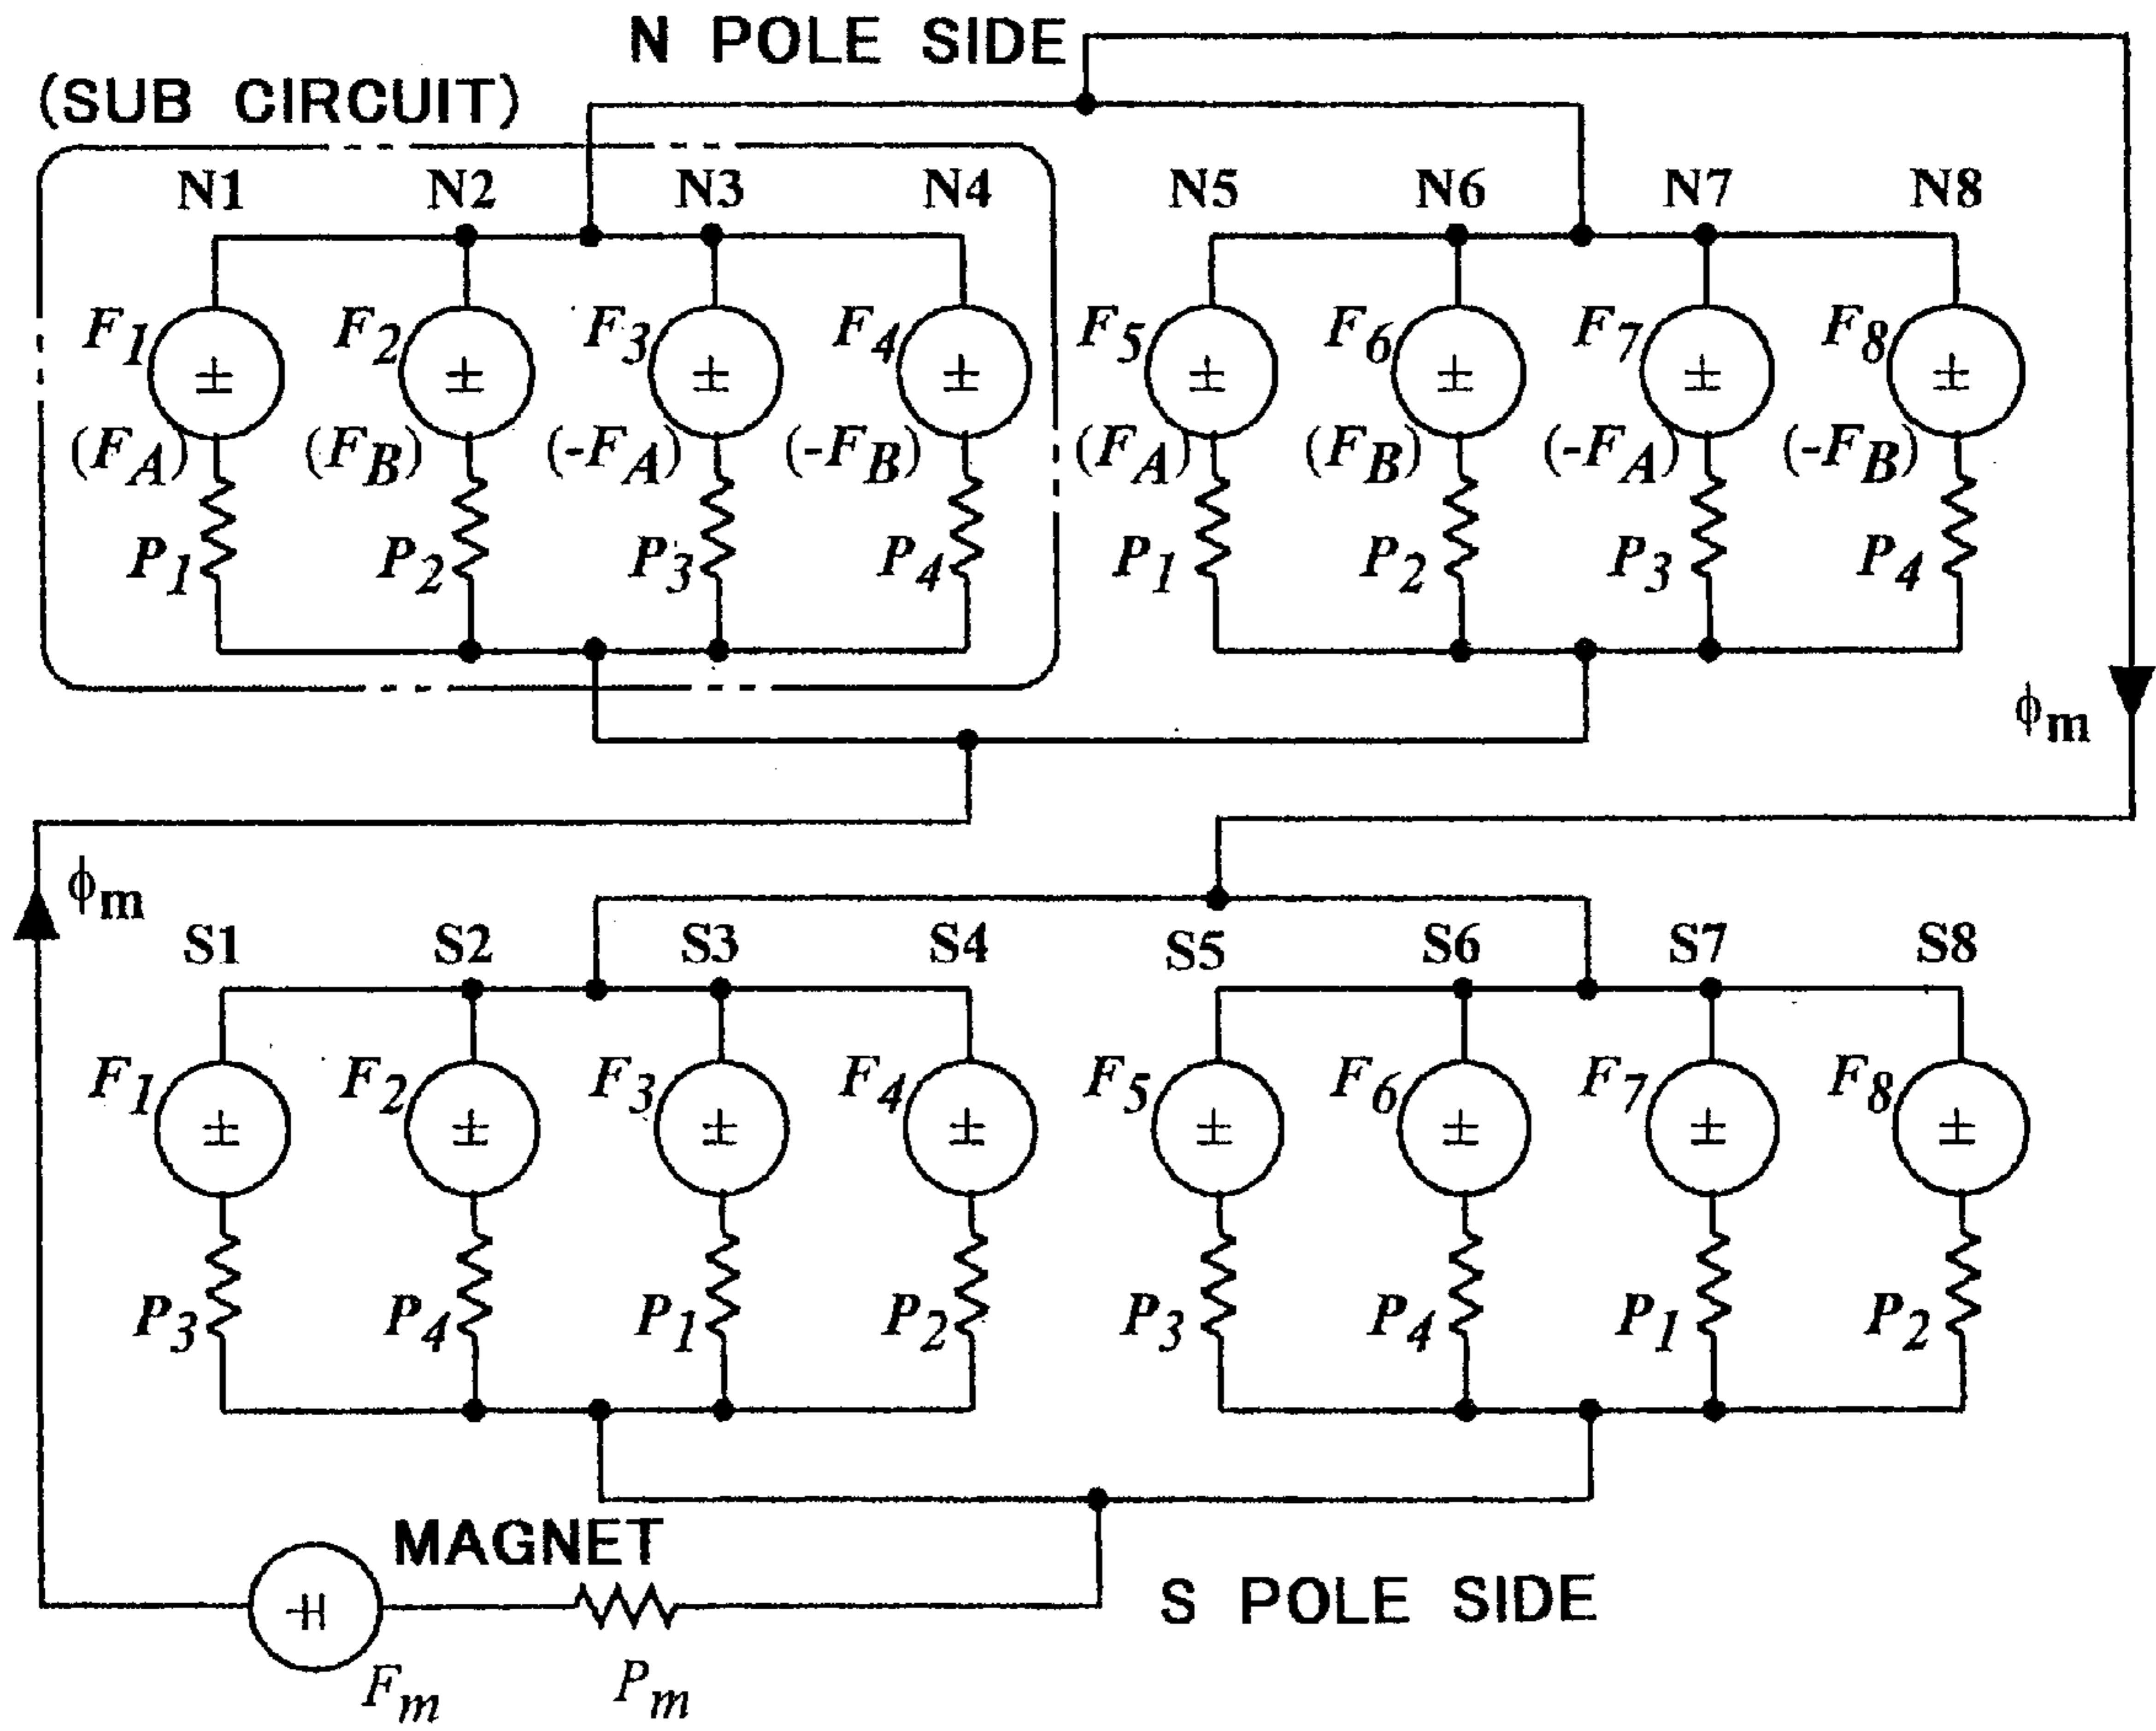 N POLE SIDE
(SUB CIRCUIT)
N1 N2 N3 N4 N5 N6 N7 N8
F1 F2 F3 F4 F5 F6 F7 F8
± ± ± ± ± ± ± ±
(FA) (FB) (-FA) (-FB) (FA) (FB) (-FA) (-FB)
P1 P2 P3 P4 P1 P2 P3 P4
ϕm
ϕm
S1 S2 S3 S4 S5 S6 S7 S8
F1 F2 F3 F4 F5 F6 F7 F8
± ± ± ± ± ± ± ±
P3 P4 P1 P2 P3 P4 P1 P2
MAGNET
S POLE SIDE
Fm Pm